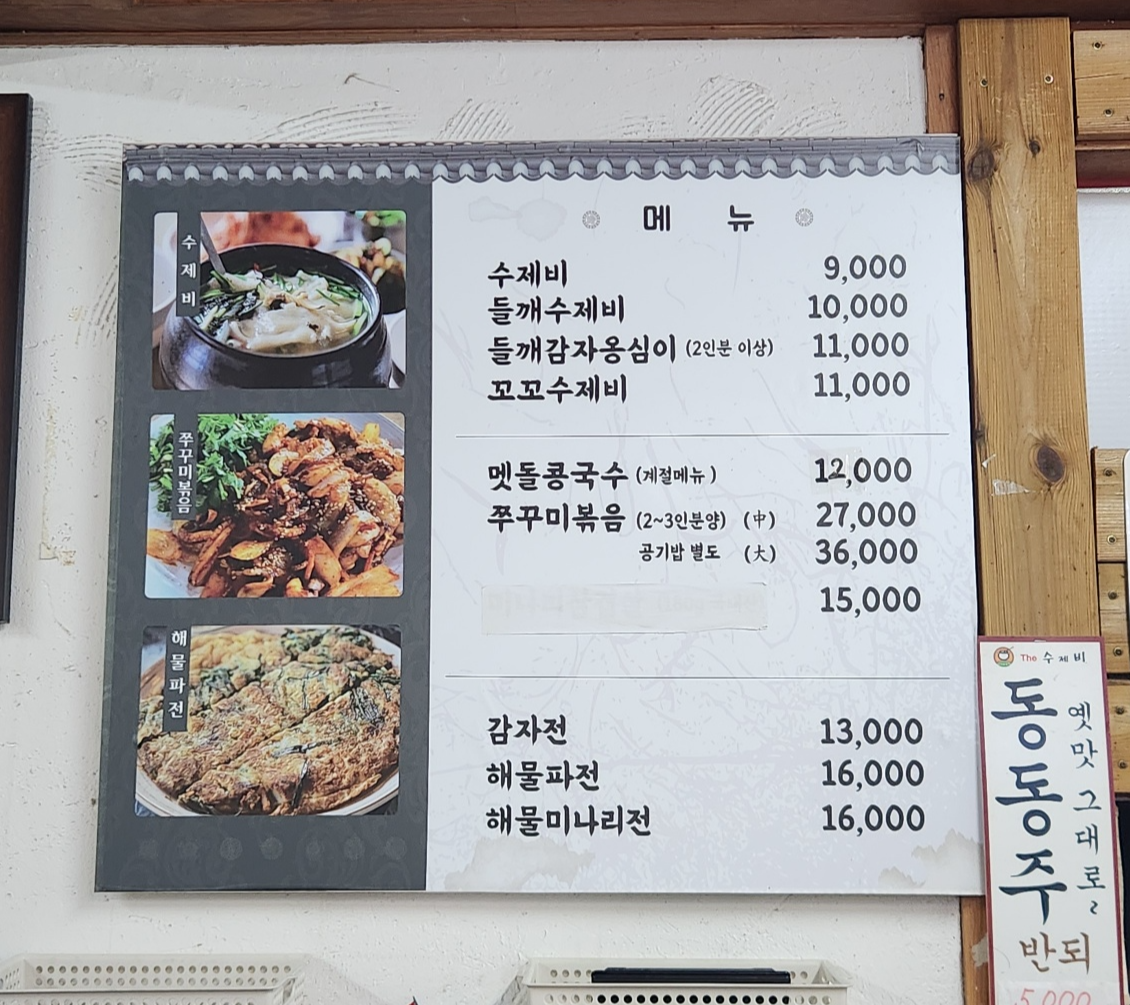 메 뉴
수제비 9,000
들깨수제비 10,000
들깨감자옹심이 (2인분 이상) 11,000
꼬꼬수제비 11,000
멧돌콩국수 (계절메뉴) 12,000
쭈꾸미볶음 (2~3인분양) (中) 27,000
공기밥 별도 (大) 36,000
15,000
감자전 13,000
해물파전 16,000
해물미나리전 16,000
수제비
쭈꾸미볶음
해물파전
The 수제비
옛맛 그대로~
동동주
반되
5,000